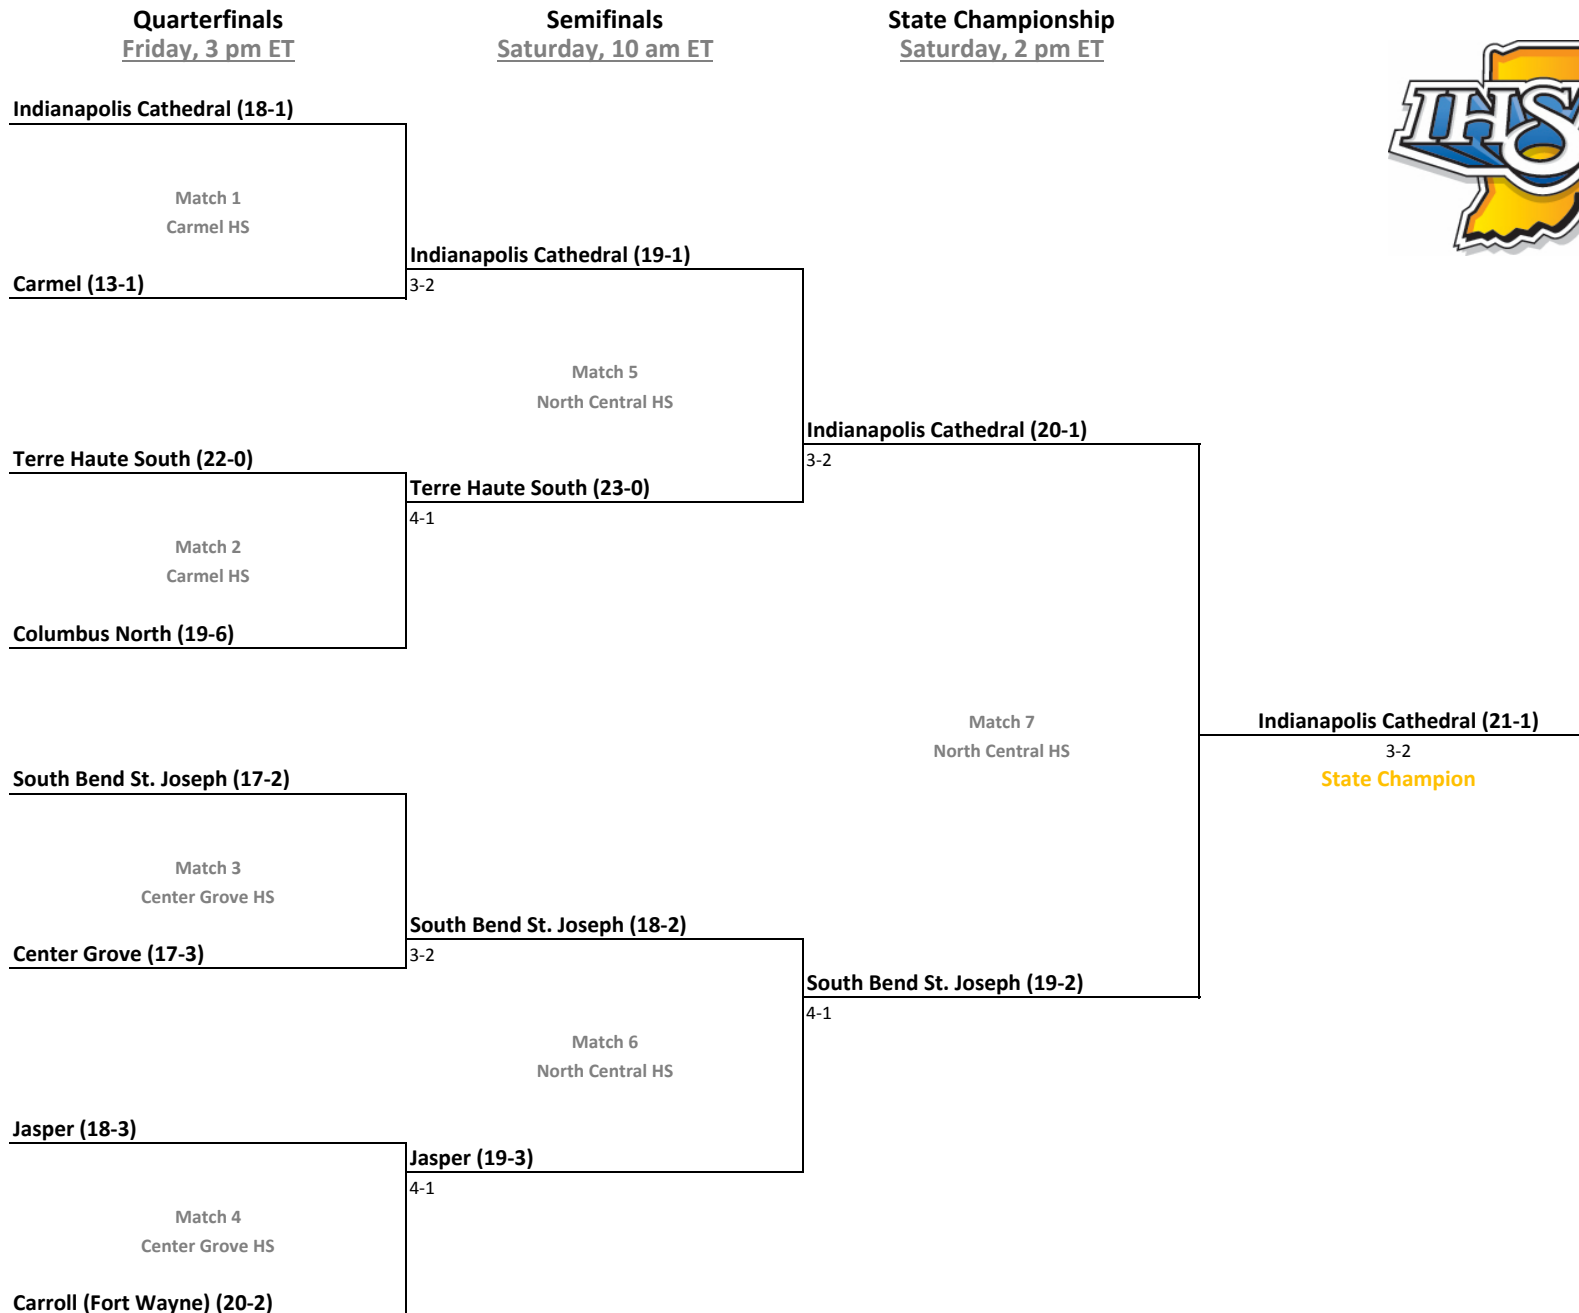 Quarterfinals
Friday, 3 pm ET
Semifinals
Saturday, 10 am ET
State Championship
Saturday, 2 pm ET
IHS
Indianapolis Cathedral (18-1)
Match 1
Carmel HS
Indianapolis Cathedral (19-1)
Carmel (13-1)
3-2
Match 5
North Central HS
Indianapolis Cathedral (20-1)
3-2
Terre Haute South (22-0)
Terre Haute South (23-0)
4-1
Match 2
Carmel HS
Columbus North (19-6)
Match 7
North Central HS
Indianapolis Cathedral (21-1)
3-2
State Champion
South Bend St. Joseph (17-2)
Match 3
Center Grove HS
South Bend St. Joseph (18-2)
Center Grove (17-3)
3-2
South Bend St. Joseph (19-2)
4-1
Match 6
North Central HS
Jasper (18-3)
Jasper (19-3)
4-1
Match 4
Center Grove HS
Carroll (Fort Wayne) (20-2)